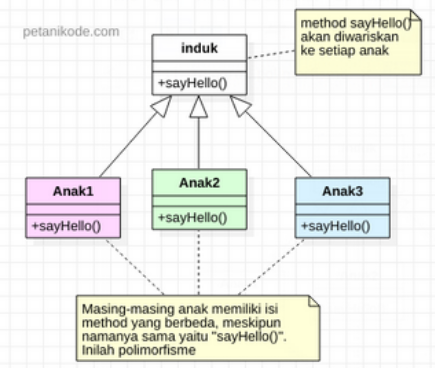 petanikode.com
induk
+sayHello()
method sayHello()
akan diwariskan
ke setiap anak
Anak1
+sayHello()
Anak2
+sayHello()
Anak3
+sayHello()
Masing-masing anak memiliki isi
method yang berbeda, meskipun
namanya sama yaitu "sayHello()".
Inilah polimorfisme